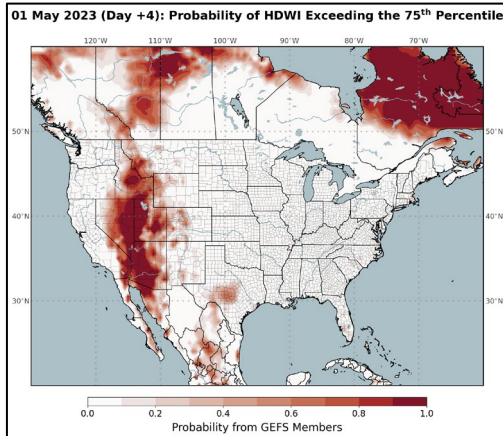 01 May 2023 (Day +4): Probability of HDWI Exceeding the 75th Percentile
120°W 110°W 100°W 90°W 80°W 70°W
50°N 50°N
40°N 40°N
30°N 30°N
0.0 0.2 0.4 0.6 0.8 1.0
Probability from GEFS Members